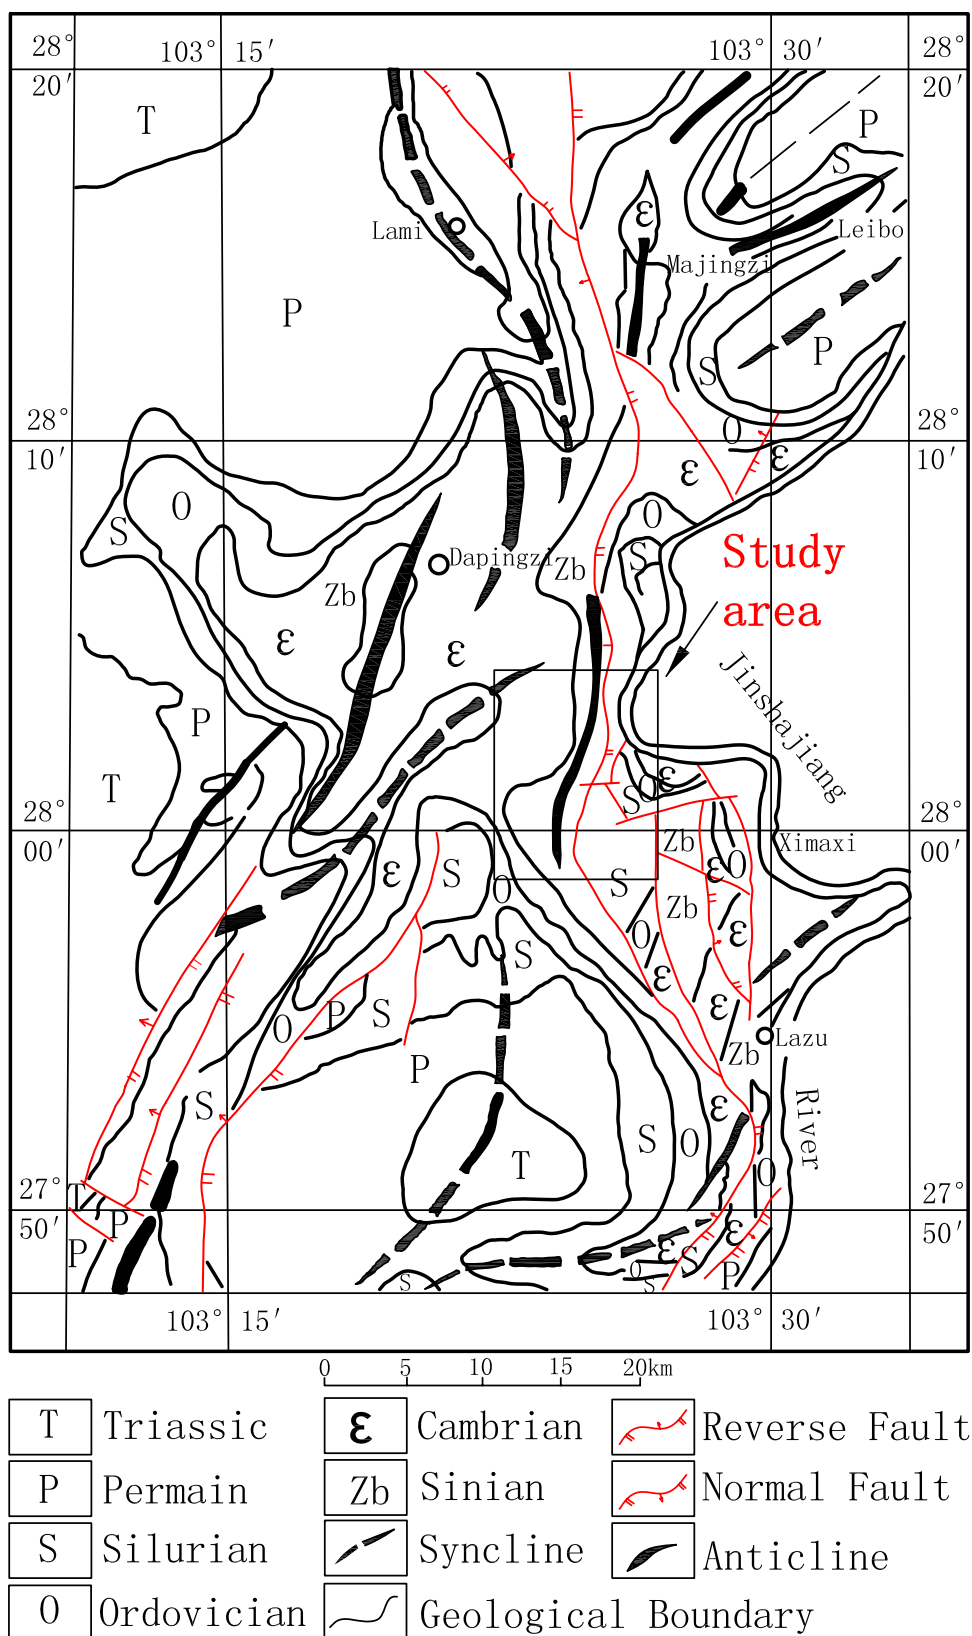 28° 103° 15′ 103° 30′ 28°
20′ 20′
T
P
S
Є
Lami
Leibo
Majingzi
P
P
S
28° 28°
O
10′ 10′
Є Є
O
O
S
S
Study
Zb
Dapingzi
Zb
area
Є
Є
Jinshajiang
P
T
Є
O
S
28° 28°
00′ 00′
Zb
Ximaxi
Є
S
S
Є
O
O
Zb
O
Є
S
Є
P
S
Є
O
Lazu
Zb
P
S
Є
River
S
O
T
O
27° 27°
T
50′ 50′
P
P
Є
Є
S
O
P
S
S
103° 15′ 103° 30′
0 5 10 15 20km
T Triassic
Є Cambrian
Reverse Fault
P Permain
Zb Sinian
Normal Fault
S Silurian
Syncline
Anticline
O Ordovician
Geological Boundary